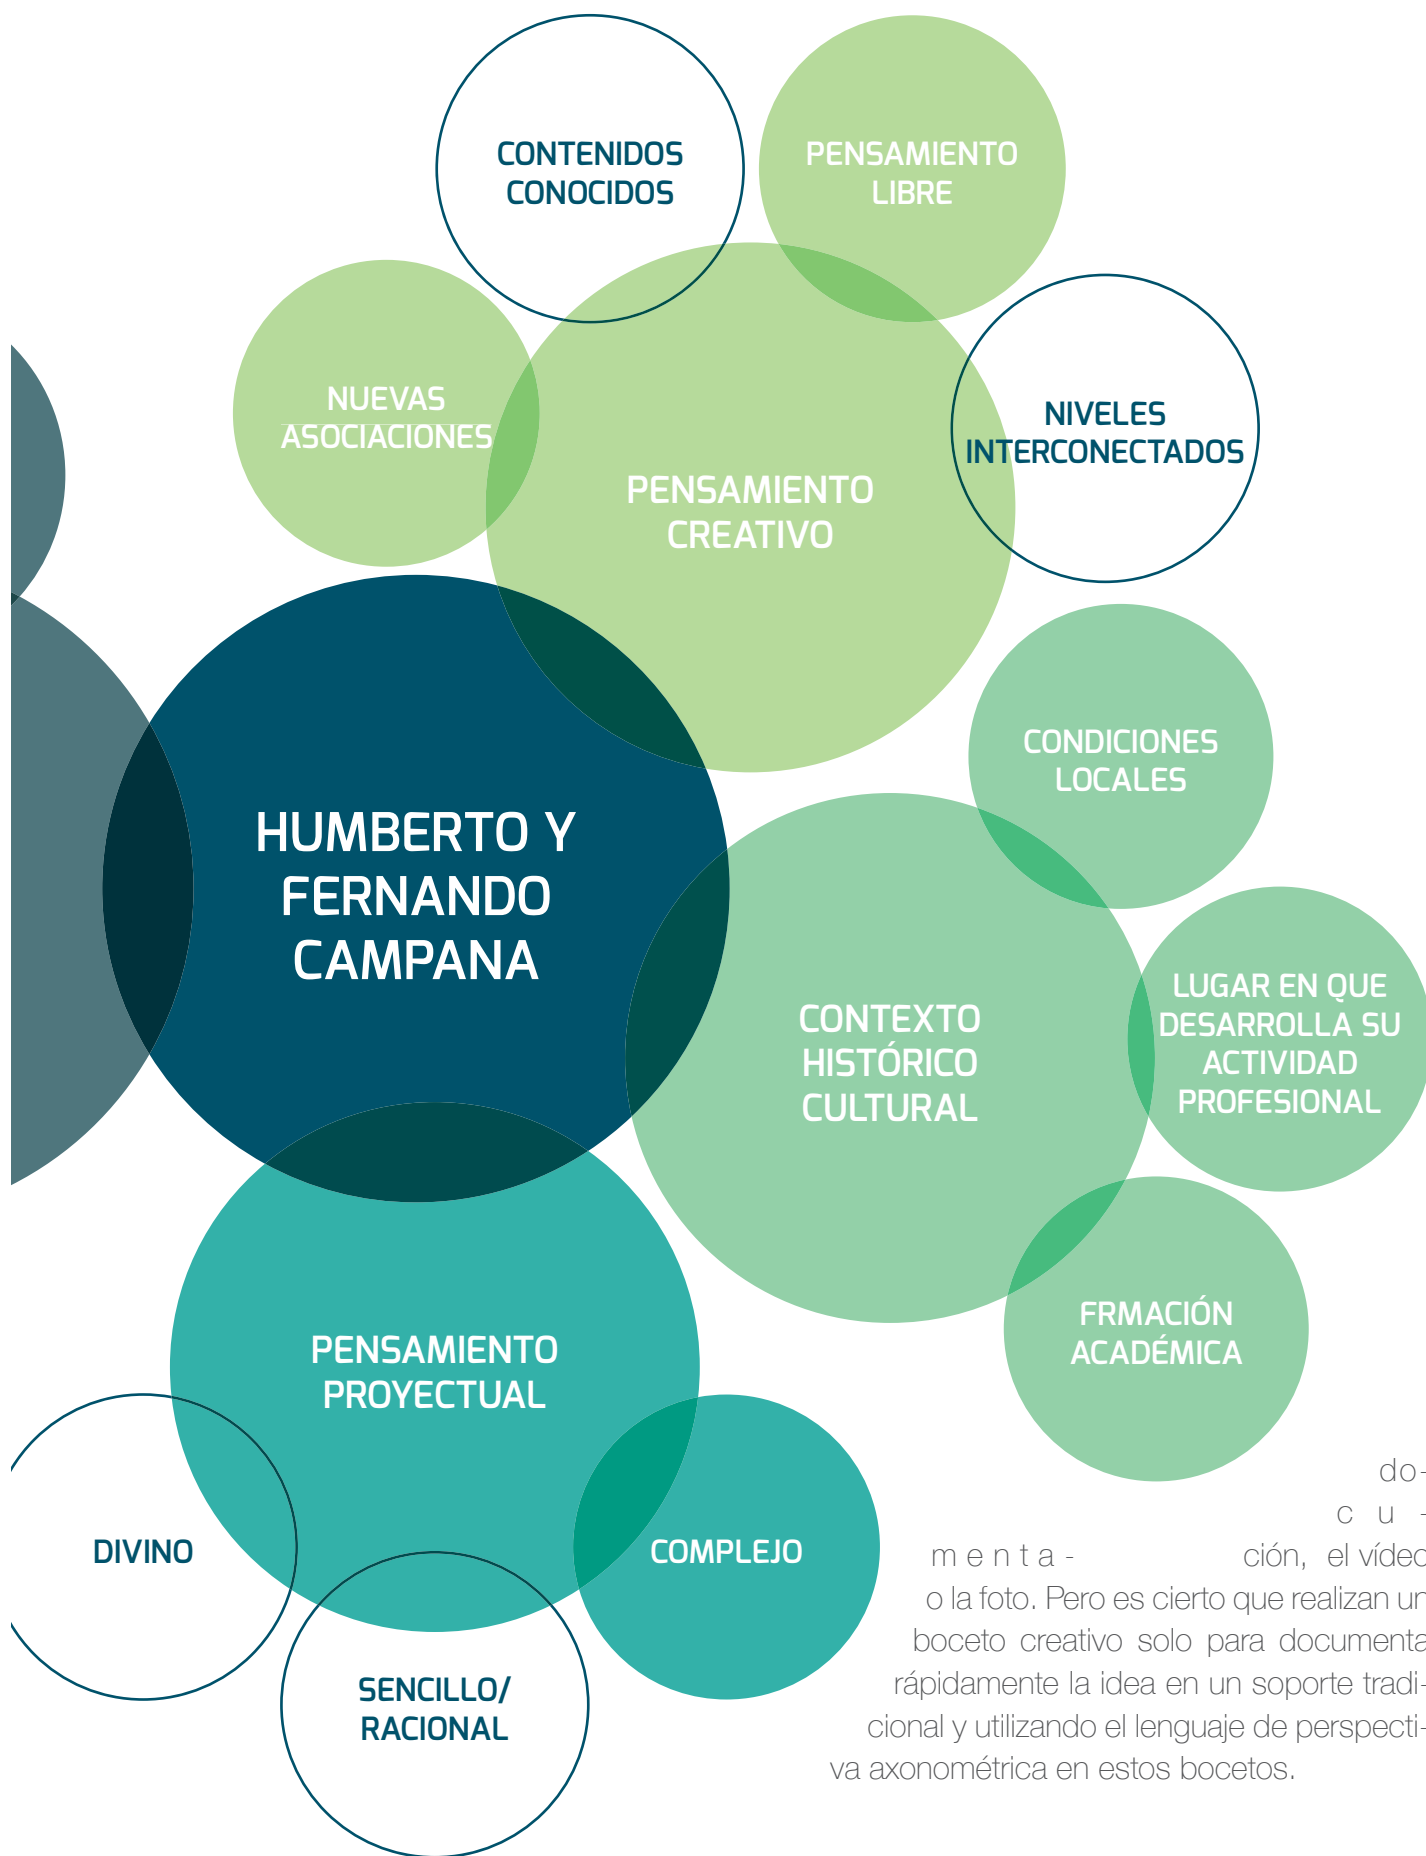 CONTENIDOS
CONOCIDOS
PENSAMIENTO
LIBRE
NUEVAS
ASOCIACIONES
NIVELES
INTERCONECTADOS
PENSAMIENTO
CREATIVO
CONDICIONES
LOCALES
HUMBERTO Y
FERNANDO
CAMPANA
LUGAR EN QUE
DESARROLLA SU
ACTIVIDAD
PROFESIONAL
CONTEXTO
HISTÓRICO
CULTURAL
FRMACIÓN
ACADÉMICA
PENSAMIENTO
PROYECTUAL
DIVINO
COMPLEJO
SENCILLO/
RACIONAL
do-
c u -
m e n t a - ción, el vídeo
o la foto. Pero es cierto que realizan un
boceto creativo solo para documenta
rápidamente la idea en un soporte tradi-
cional y utilizando el lenguaje de perspecti-
va axonométrica en estos bocetos.